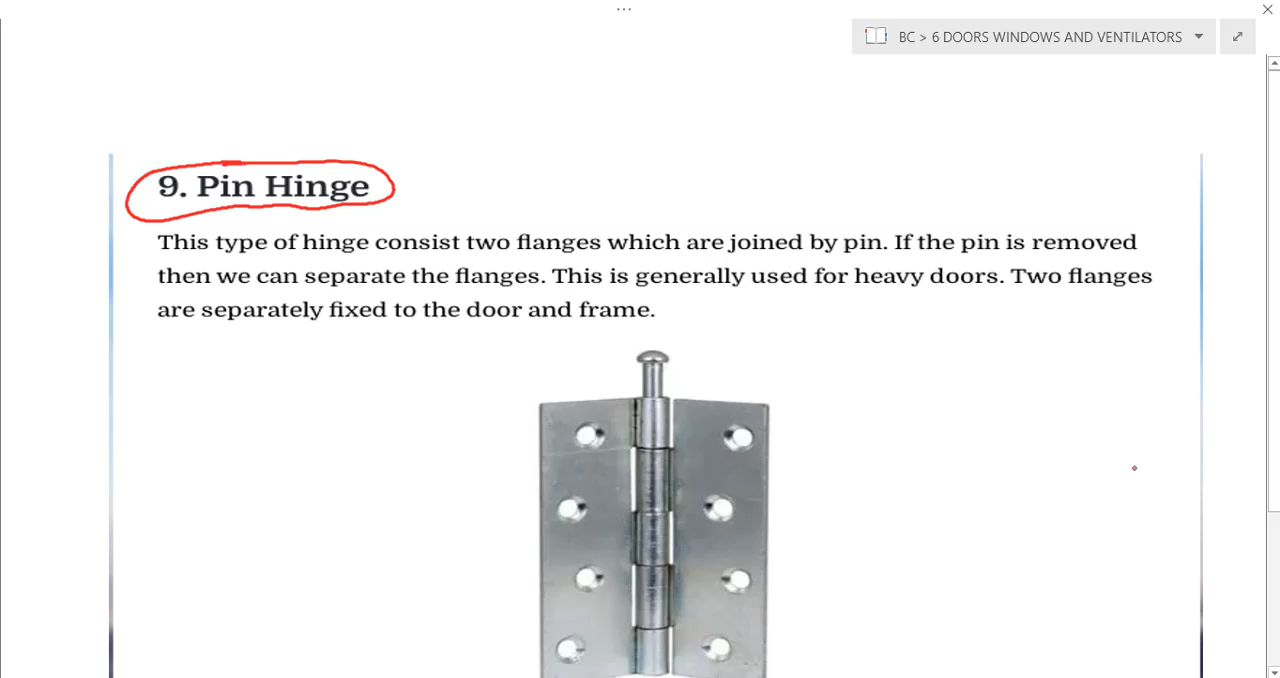 BC > 6 DOORS WINDOWS AND VENTILATORS
9. Pin Hinge
This type of hinge consist two flanges which are joined by pin. If the pin is removed
then we can separate the flanges. This is generally used for heavy doors. Two flanges
are separately fixed to the door and frame.